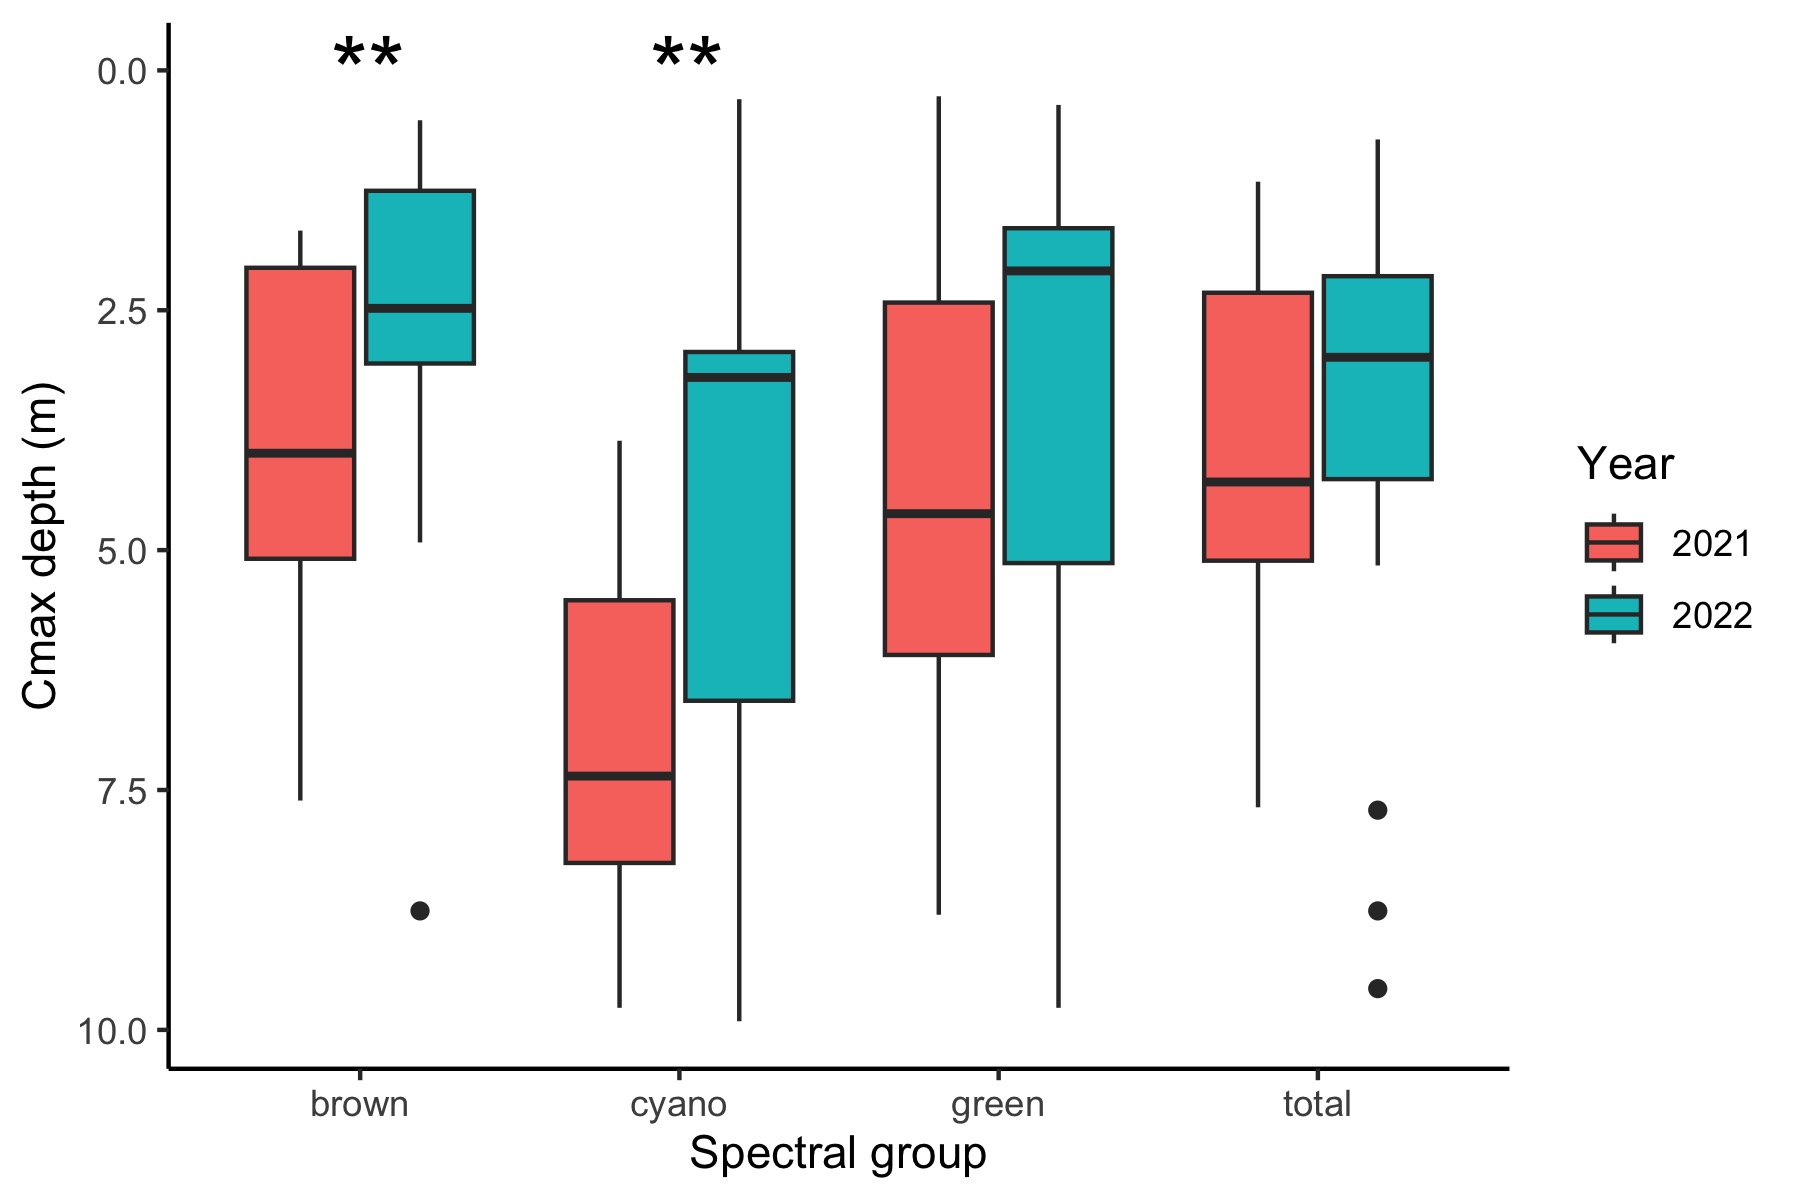 ** **
0.0
2.5
5.0
7.5
10.0
Cmax depth (m)
brown cyano green total
Spectral group
Year
2021
2022